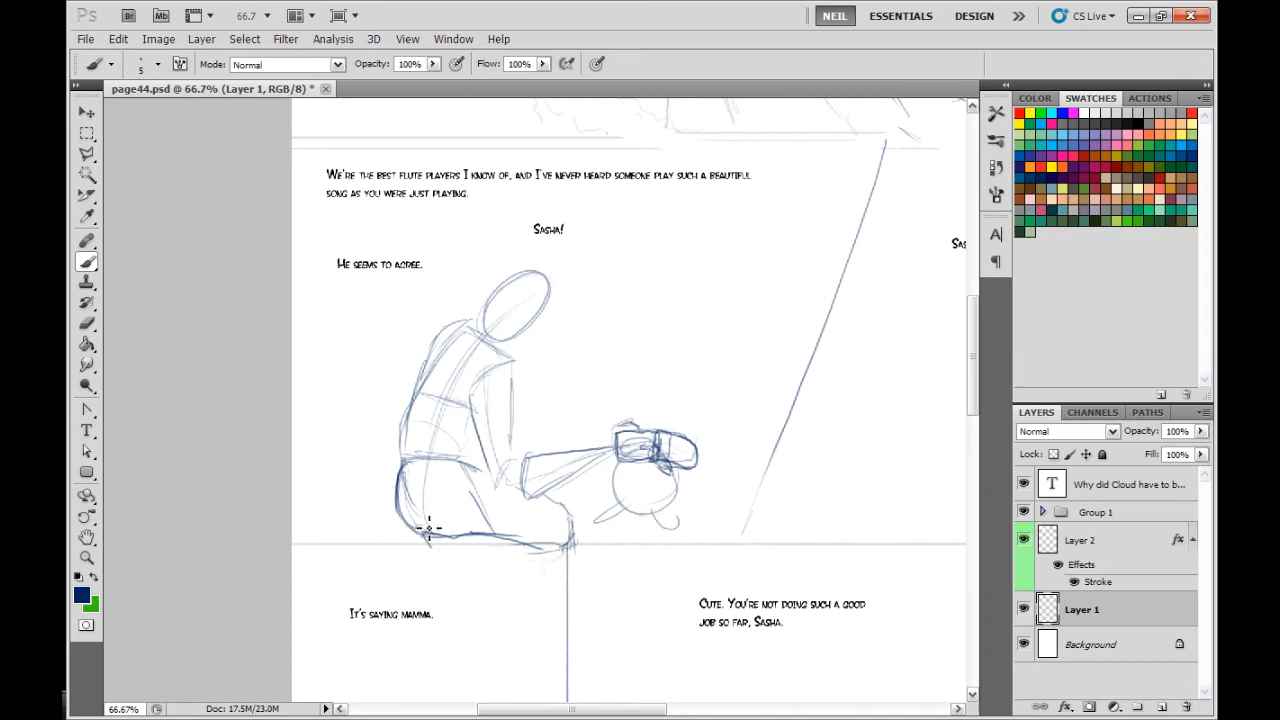 Ps Br Mb 66.7 NEIL ESSENTIALS DESIGN CS Live
File Edit Image Layer Select Filter Analysis 3D View Window Help
5 Mode: Normal Opacity: 100% Flow: 100%
page44.psd @ 66.7% (Layer 1, RGB/8) *
COLOR SWATCHES ACTIONS
We're the best flute players I know of, and I've never heard someone play such a beautiful
song as you were just playing.
Sasha!
Sas
He seems to agree.
It's saying mamma.
Cute. You're not doing such a good
job so far, Sasha.
LAYERS CHANNELS PATHS
Normal Opacity: 100%
Lock: Fill: 100%
T Why did Cloud have to b...
Group 1
Layer 2 fx
Effects
Stroke
Layer 1
Background
66.67% Doc: 17.5M/23.0M